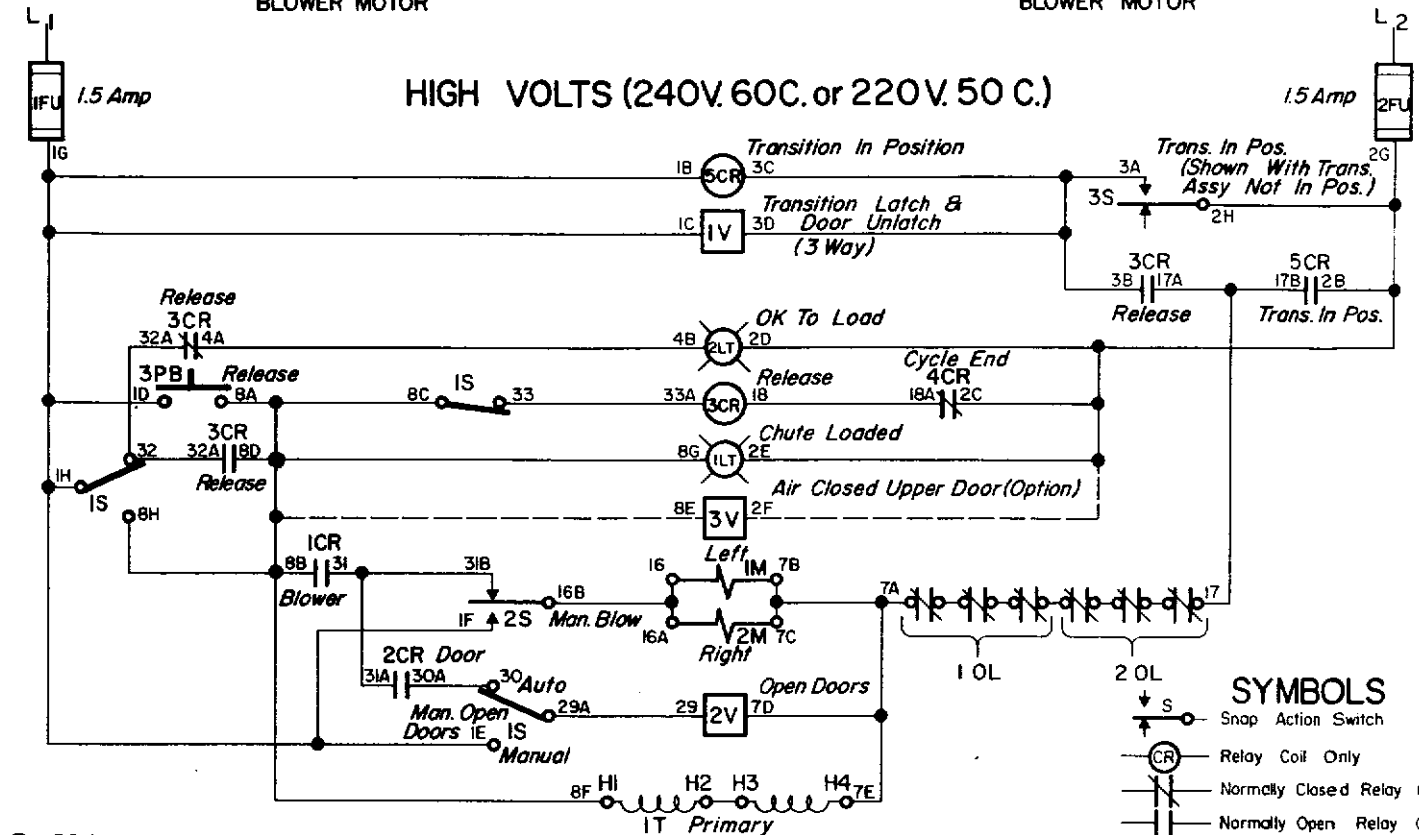 BLOWER MOTOR
BLOWER MOTOR
L1
L2
1FU
1.5 Amp
HIGH VOLTS (240V. 60C. or 220V. 50 C.)
1.5 Amp
2FU
1G
2G
Transition In Position
1B
5CR
3C
Trans. In Pos.
(Shown With Trans.
Assy Not In Pos.)
3A
3S
2H
Transition Latch &
Door Unlatch
(3 Way)
1C
1V
3D
3CR
3B
17A
Release
5CR
17B
2B
Trans. In Pos.
Release
3CR
32A
4A
OK To Load
4B
2LT
2D
3PB
Release
1D
8A
8C
1S
33
Release
33A
3CR
18
Cycle End
4CR
18A
2C
3CR
32
32A
8D
Release
Chute Loaded
8G
1LT
2E
1H
1S
8H
Air Closed Upper Door (Option)
8E
3V
2F
1CR
8B
31
Blower
31B
1F
2S
16B
Man. Blow
Left
16
1M
7B
16A
2M
7C
Right
7A
17
1 OL
2 OL
2CR Door
31A
30A
30
Auto
29A
Man. Open
Doors
1E
1S
Manual
Open Doors
29
2V
7D
8F
H1
H2
H3
H4
7E
1T Primary
SYMBOLS
S
Snap Action Switch
CR
Relay Coil Only
Normally Closed Relay
Normally Open Relay